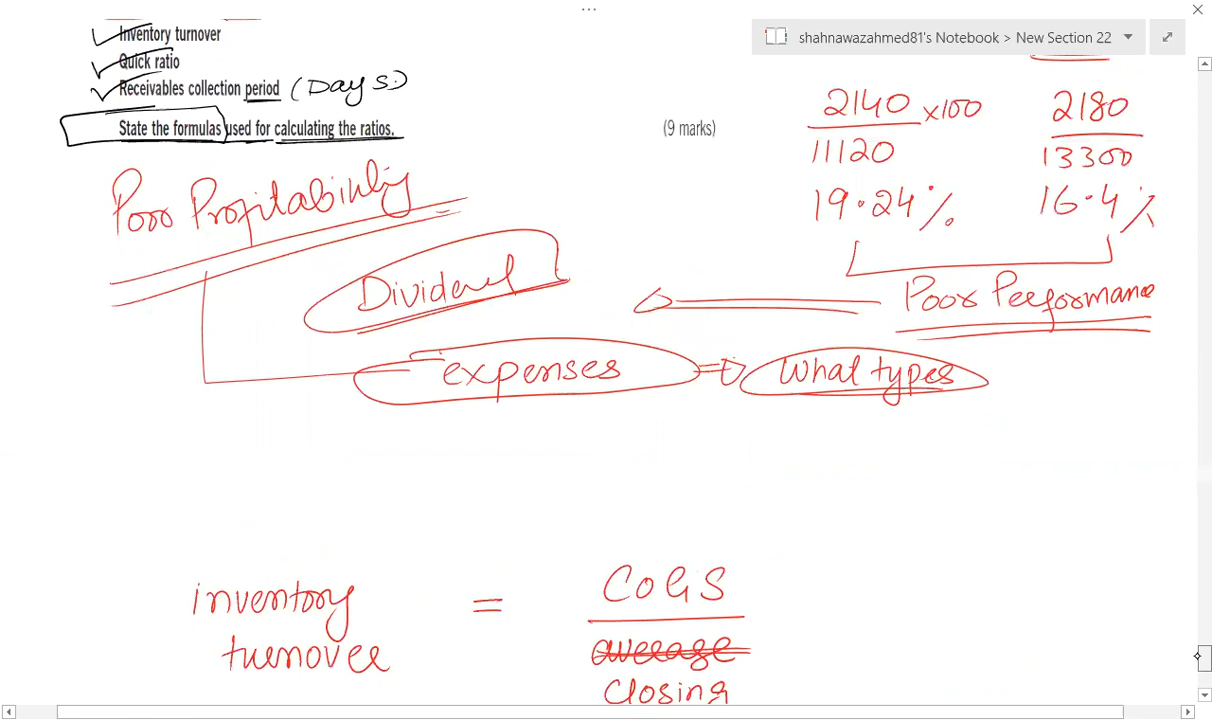 shahnawazahmed81's Notebook > New Section 22
Inventory turnover
Quick ratio
Receivables collection period (Days)
State the formulas used for calculating the ratios.
(9 marks)
2140 x100
11120
19.24%
2180
13300
16.4%
Poor Profitability
Dividend
Poor Performance
expenses
What types
inventory
turnover
=
COGS
average
Closing